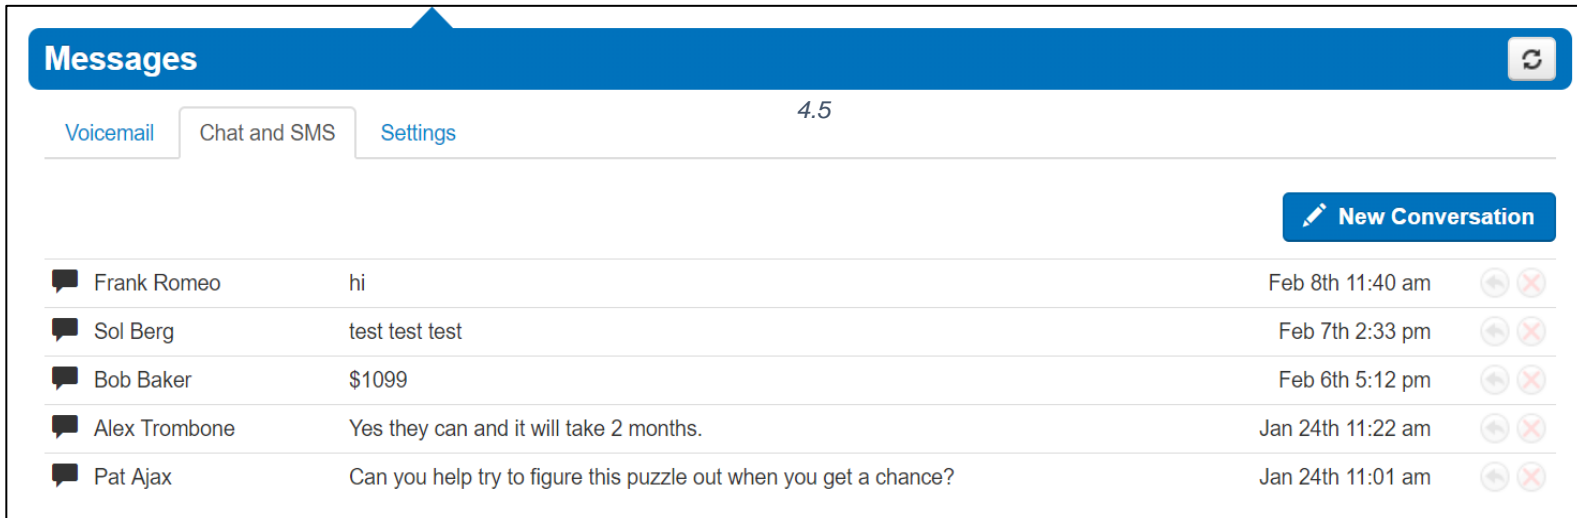 Messages
4.5
Voicemail Chat and SMS Settings
New Conversation
Frank Romeo hi Feb 8th 11:40 am
Sol Berg test test test Feb 7th 2:33 pm
Bob Baker $1099 Feb 6th 5:12 pm
Alex Trombone Yes they can and it will take 2 months. Jan 24th 11:22 am
Pat Ajax Can you help try to figure this puzzle out when you get a chance? Jan 24th 11:01 am